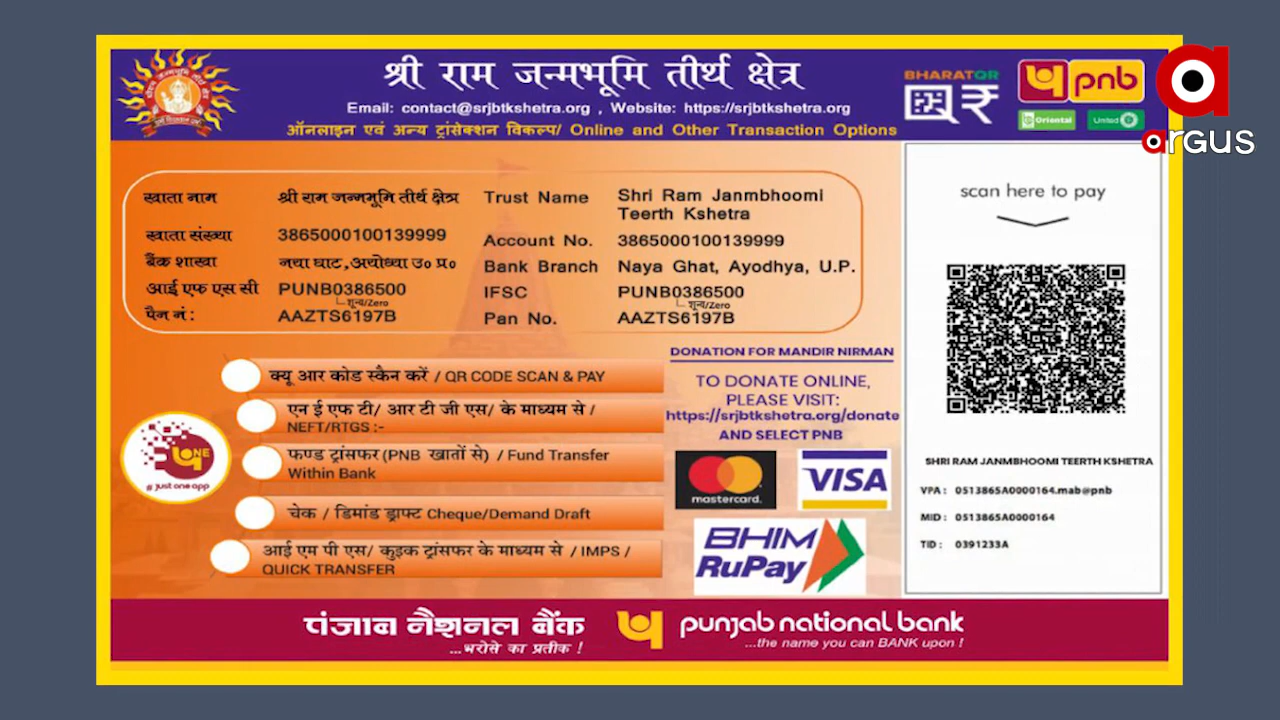 श्री राम जन्मभूमि तीर्थ क्षेत्र
Email: contact@srjbtkshetra.org , Website: https://srjbtkshetra.org
ऑनलाइन एवं अन्य ट्रांसेक्शन विकल्प/ Online and Other Transaction Options
BHARATQR
pnb
Oriental
United
argus
खाता नाम श्री राम जन्मभूमि तीर्थ क्षेत्र
खाता संख्या 3865000100139999
बैंक शाखा नया घाट,अयोध्या उ० प्र०
आई एफ एस सी PUNB0386500
शून्य/Zero
पैन नं : AAZTS6197B
Trust Name Shri Ram Janmbhoomi
Teerth Kshetra
Account No. 3865000100139999
Bank Branch Naya Ghat, Ayodhya, U.P.
IFSC PUNB0386500
शून्य/Zero
Pan No. AAZTS6197B
scan here to pay
क्यू आर कोड स्कैन करें / QR CODE SCAN & PAY
एन ई एफ टी/ आर टी जी एस/ के माध्यम से /
NEFT/RTGS :-
फण्ड ट्रांसफर(PNB खातों से) / Fund Transfer
Within Bank
चेक / डिमांड ड्राफ्ट Cheque/Demand Draft
आई एम पी एस/ कुइक ट्रांसफर के माध्यम से / IMPS /
QUICK TRANSFER
ONE
# just one app
DONATION FOR MANDIR NIRMAN
TO DONATE ONLINE,
PLEASE VISIT:
https://srjbtkshetra.org/donate
AND SELECT PNB
mastercard.
VISA
BHIM
RuPay
SHRI RAM JANMBHOOMI TEERTH KSHETRA
VPA : 0513865A0000164.mab@pnb
MID : 0513865A0000164
TID : 0391233A
पंजाब नैशनल बैंक
...भरोसे का प्रतीक !
punjab national bank
...the name you can BANK upon !